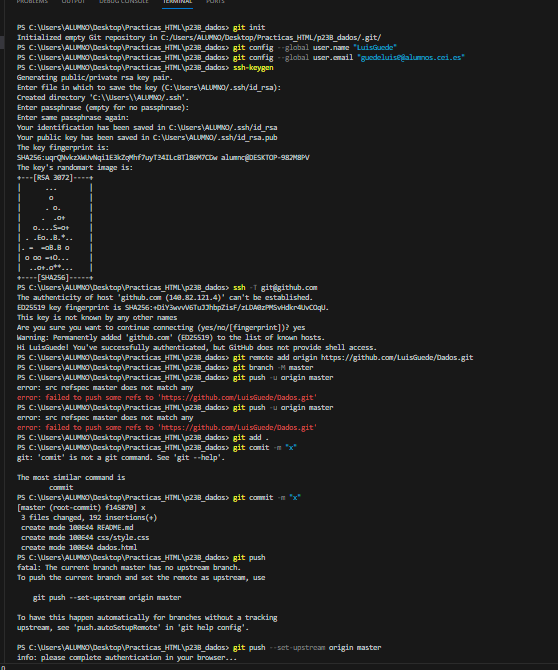 PROBLEMS OUTPUT DEBUG CONSOLE TERMINAL PORTS
PS C:\Users\ALUMNO\Desktop\Practicas_HTML\p23B_dados> git init
Initialized empty Git repository in C:/Users/ALUMNO/Desktop/Practicas_HTML/p23B_dados/.git/
PS C:\Users\ALUMNO\Desktop\Practicas_HTML\p23B_dados> git config --global user.name "LuisGuede"
PS C:\Users\ALUMNO\Desktop\Practicas_HTML\p23B_dados> git config --global user.email
PS C:\Users\ALUMNO\Desktop\Practicas_HTML\p23B_dados> ssh-keygen
Generating public/private rsa key pair.
Enter file in which to save the key (C:\Users\ALUMNO/.ssh/id_rsa):
Created directory 'C:\\Users\\ALUMNO/.ssh'.
Enter passphrase (empty for no passphrase):
Enter same passphrase again:
Your identification has been saved in C:\Users\ALUMNO/.ssh/id_rsa
Your public key has been saved in C:\Users\ALUMNO/.ssh/id_rsa.pub
The key fingerprint is:
The key's randomart image is:
+---[RSA 3072]----+
|      ...        |
|       o         |
|      . o.       |
|     .  .o+      |
|   o....S=o+     |
|  . .Eo..B.*..   |
|. =  =oB.B o     |
| o oo =+O...     |
|  ..o+.o**...    |
+----[SHA256]-----+
PS C:\Users\ALUMNO\Desktop\Practicas_HTML\p23B_dados> ssh -T git@github.com
The authenticity of host 'github.com (140.82.121.4)' can't be established.
ED25519 key fingerprint is SHA256:+DiY3wvvV6TuJJhbpZisF/zLDA0zPMSvHdkr4UvCOqU.
This key is not known by any other names
Are you sure you want to continue connecting (yes/no/[fingerprint])? yes
Warning: Permanently added 'github.com' (ED25519) to the list of known hosts.
Hi LuisGuede! You've successfully authenticated, but GitHub does not provide shell access.
PS C:\Users\ALUMNO\Desktop\Practicas_HTML\p23B_dados> git remote add origin https://github.com/LuisGuede/Dados.git
PS C:\Users\ALUMNO\Desktop\Practicas_HTML\p23B_dados> git branch -M master
PS C:\Users\ALUMNO\Desktop\Practicas_HTML\p23B_dados> git push -u origin master
error: src refspec master does not match any
error: failed to push some refs to 'https://github.com/LuisGuede/Dados.git'
PS C:\Users\ALUMNO\Desktop\Practicas_HTML\p23B_dados> git push -u origin master
error: src refspec master does not match any
error: failed to push some refs to 'https://github.com/LuisGuede/Dados.git'
PS C:\Users\ALUMNO\Desktop\Practicas_HTML\p23B_dados> git add .
PS C:\Users\ALUMNO\Desktop\Practicas_HTML\p23B_dados> git comit -m "x"
git: 'comit' is not a git command. See 'git --help'.
The most similar command is
commit
PS C:\Users\ALUMNO\Desktop\Practicas_HTML\p23B_dados> git commit -m "x"
[master (root-commit) f145870] x
3 files changed, 192 insertions(+)
create mode 100644 README.md
create mode 100644 css/style.css
create mode 100644 dados.html
PS C:\Users\ALUMNO\Desktop\Practicas_HTML\p23B_dados> git push
fatal: The current branch master has no upstream branch.
To push the current branch and set the remote as upstream, use
git push --set-upstream origin master
To have this happen automatically for branches without a tracking
upstream, see 'push.autoSetupRemote' in 'git help config'.
PS C:\Users\ALUMNO\Desktop\Practicas_HTML\p23B_dados> git push --set-upstream origin master
info: please complete authentication in your browser...